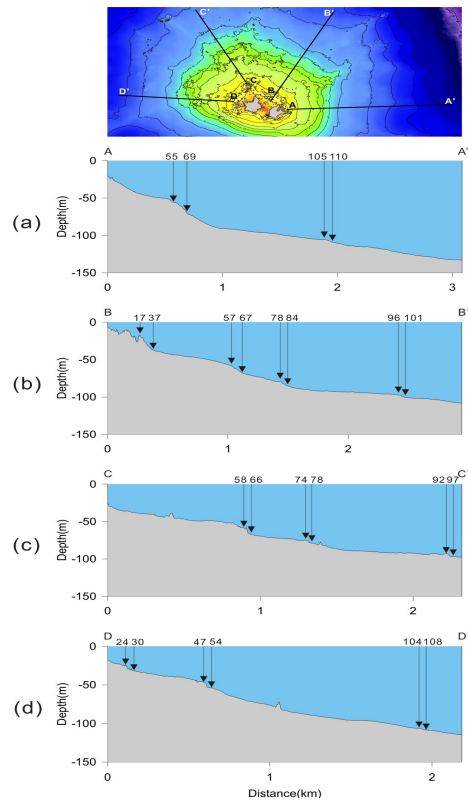 C' B'
D' D C B A A'
A A'
55 69 105 110
0
-50
-100
-150
Depth(m)
(a)
0 1 2 3
B B'
17 37 57 67 78 84 96 101
0
-50
-100
-150
Depth(m)
(b)
0 1 2
C C'
58 66 74 78 92 97
0
-50
-100
-150
Depth(m)
(c)
0 1 2
D D
24 30 47 54 104 108
0
-50
-100
-150
Depth(m)
(d)
0 1 2
Distance(km)